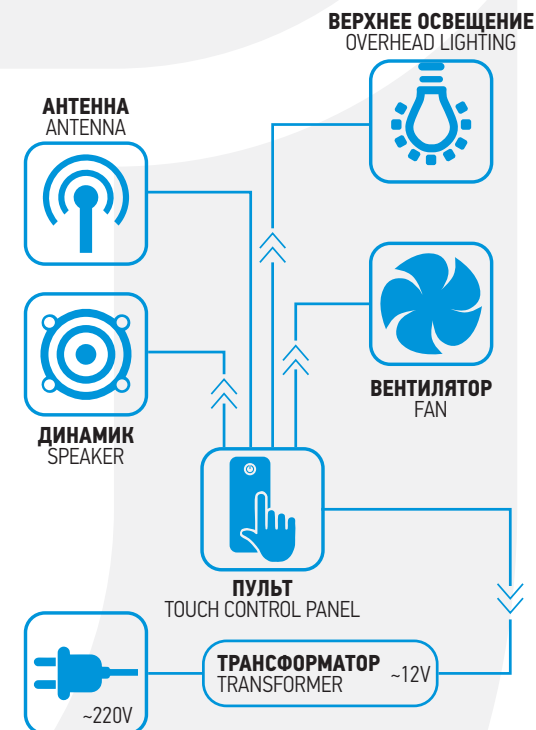 ВЕРХНЕЕ ОСВЕЩЕНИЕ
OVERHEAD LIGHTING
АНТЕННА
ANTENNA
ВЕНТИЛЯТОР
FAN
ДИНАМИК
SPEAKER
ПУЛЬТ
TOUCH CONTROL PANEL
ТРАНСФОРМАТОР
TRANSFORMER
~12V
~220V